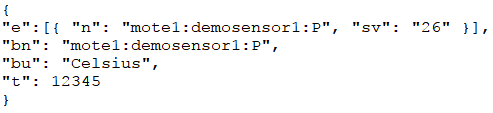 {
"e":[{ "n": "mote1:demosensor1:P", "sv": "26" }],
"bn": "mote1:demosensor1:P",
"bu": "Celsius",
"t": 12345
}